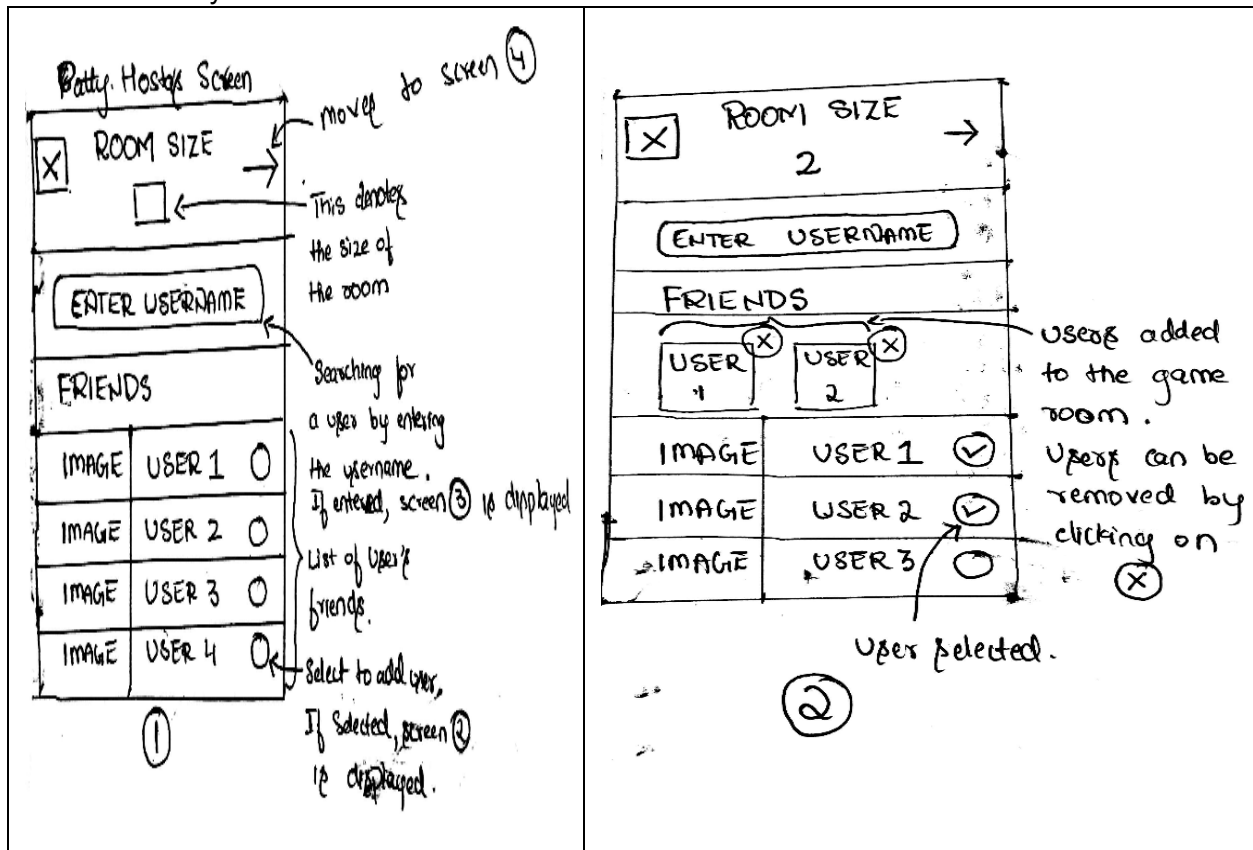 Party Host's Screen
moves to screen 4
X
ROOM SIZE
→
This denotes
the size of
the room
ENTER USERNAME
Searching for
a user by entering
the username.
If entered, screen 3 is displayed
FRIENDS
IMAGE USER 1
IMAGE USER 2
IMAGE USER 3
IMAGE USER 4
List of user's
friends.
Select to add user,
If Selected, screen 2
is displayed.
1
X
ROOM SIZE
→
2
ENTER USERNAME
FRIENDS
USER
1
X
USER
2
X
users added
to the game
room.
Users can be
removed by
clicking on
X
IMAGE USER 1 ✓
IMAGE USER 2 ✓
IMAGE USER 3
User selected.
2